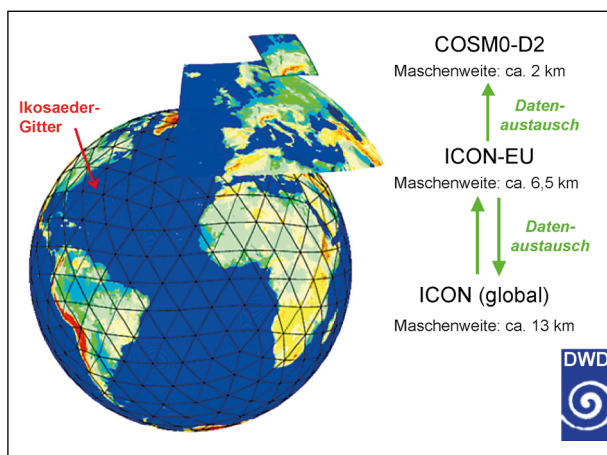 COSM0-D2
Maschenweite: ca. 2 km
Ikosaeder-
Gitter
Daten-
austausch
ICON-EU
Maschenweite: ca. 6,5 km
Daten-
austausch
ICON (global)
Maschenweite: ca. 13 km
DWD